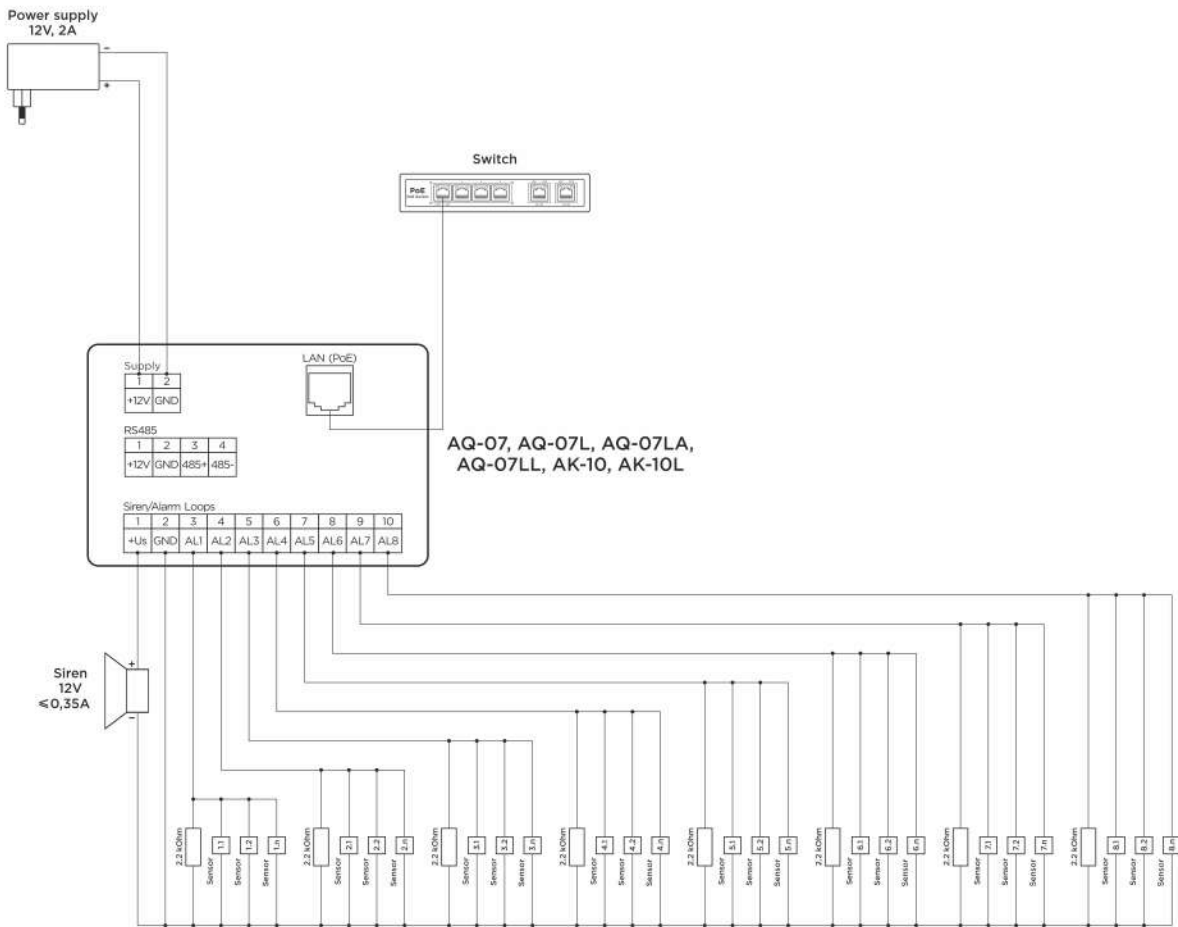 Power supply
12V, 2A
−
+
Switch
PoE
Supply
1 2
+12V GND
LAN (PoE)
RS485
1 2 3 4
+12V GND 485+ 485-
AQ-07, AQ-07L, AQ-07LA,
AQ-07LL, AK-10, AK-10L
Siren/Alarm Loops
1 2 3 4 5 6 7 8 9 10
+Us GND AL1 AL2 AL3 AL4 AL5 AL6 AL7 AL8
Siren
12V
⩽0,35A
+
−
2.2 kOhm
Sensor 1.1
Sensor 1.2
Sensor 1.n
2.2 kOhm
Sensor 2.1
Sensor 2.2
Sensor 2.n
2.2 kOhm
Sensor 3.1
Sensor 3.2
Sensor 3.n
2.2 kOhm
Sensor 4.1
Sensor 4.2
Sensor 4.n
2.2 kOhm
Sensor 5.1
Sensor 5.2
Sensor 5.n
2.2 kOhm
Sensor 6.1
Sensor 6.2
Sensor 6.n
2.2 kOhm
Sensor 7.1
Sensor 7.2
Sensor 7.n
2.2 kOhm
Sensor 8.1
Sensor 8.2
Sensor 8.n